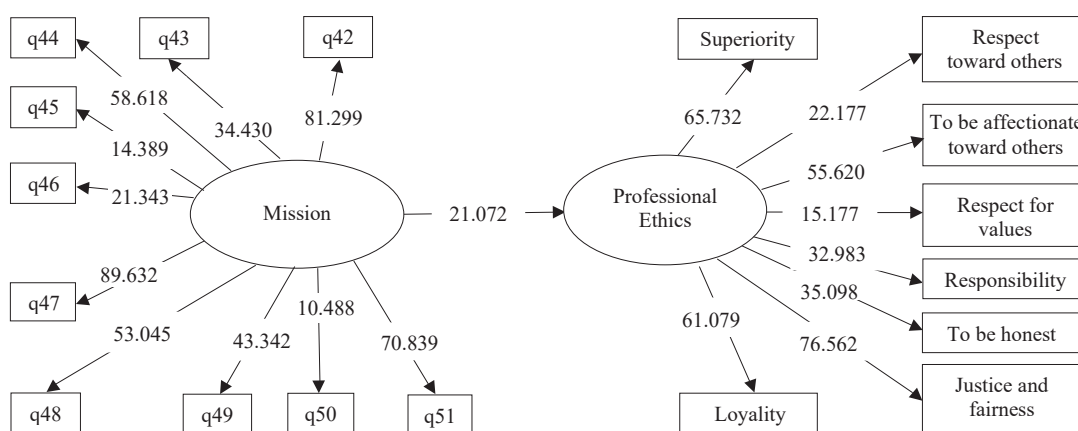 q44
q43
q42
Superiority
Respect
toward others
58.618
34.430
81.299
65.732
22.177
q45
14.389
To be affectionate
toward others
55.620
q46
21.343
Mission
21.072
Professional
Ethics
15.177
Respect for
values
32.983
Responsibility
q47
89.632
35.098
To be honest
53.045
43.342
10.488
70.839
61.079
76.562
Justice and
fairness
q48
q49
q50
q51
Loyality